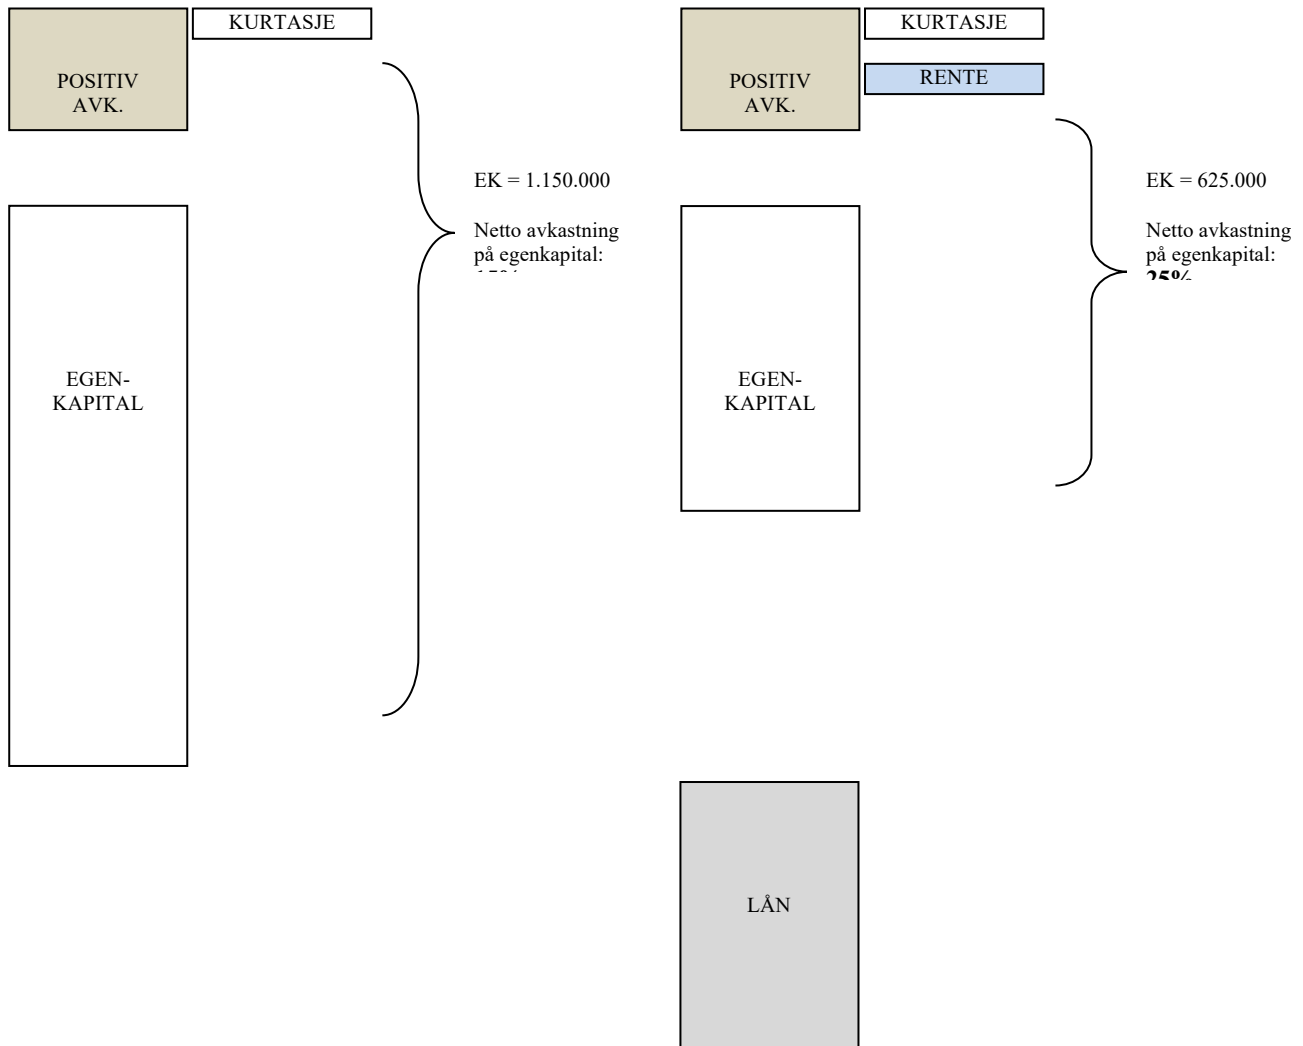 KURTASJE
POSITIV
AVK.
EK = 1.150.000
Netto avkastning
på egenkapital:
EGEN-
KAPITAL
KURTASJE
RENTE
POSITIV
AVK.
EK = 625.000
Netto avkastning
på egenkapital:
25%
EGEN-
KAPITAL
LÅN